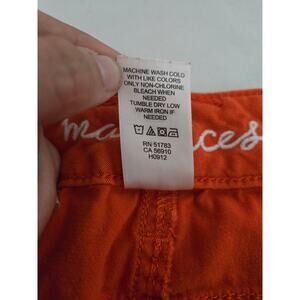 MACHINE WASH COLD
WITH LIKE COLORS
ONLY NON-CHLORINE
BLEACH WHEN
NEEDED
TUMBLE DRY LOW
WARM IRON IF
NEEDED
RN 51783
CA 56910
H0912